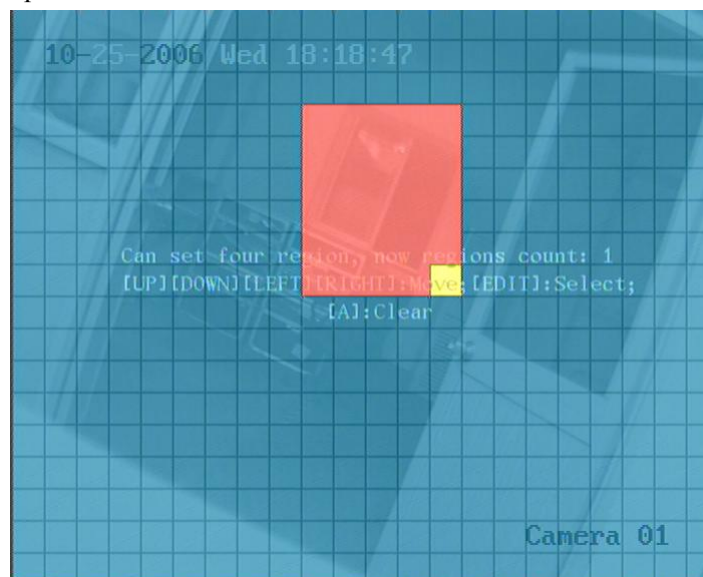 10-25-2006 Wed 18:18:47
Can set four region, now regions count: 1
[UP][DOWN][LEFT][RIGHT]:Move;[EDIT]:Select;
[A]:Clear
Camera 01